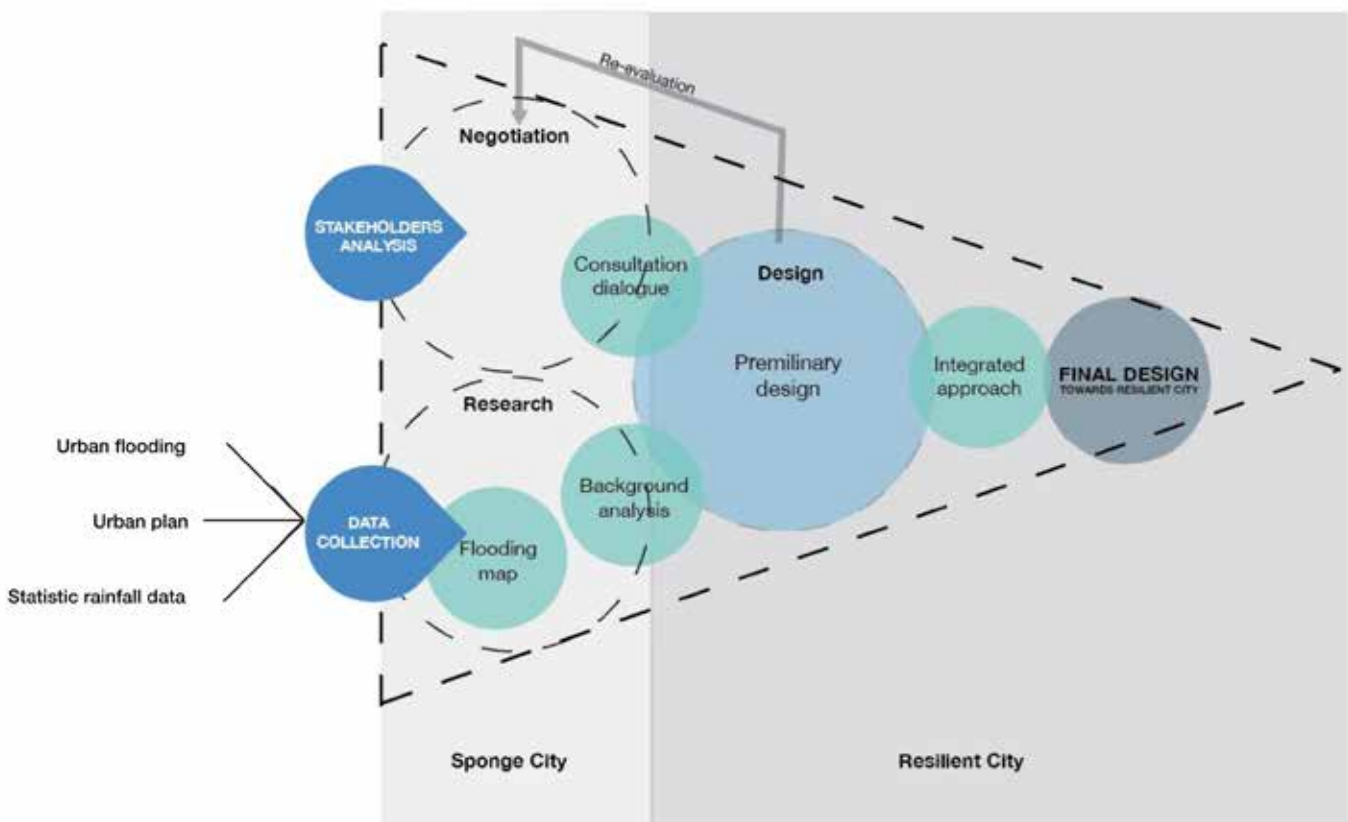 Re-evaluation
Negotiation
STAKEHOLDERS
ANALYSIS
Consultation
dialogue
Design
Premilinary
design
Integrated
approach
FINAL DESIGN
TOWARDS RESILIENT CITY
Research
Urban flooding
Urban plan
Statistic rainfall data
DATA
COLLECTION
Flooding
map
Background
analysis
Sponge City
Resilient City